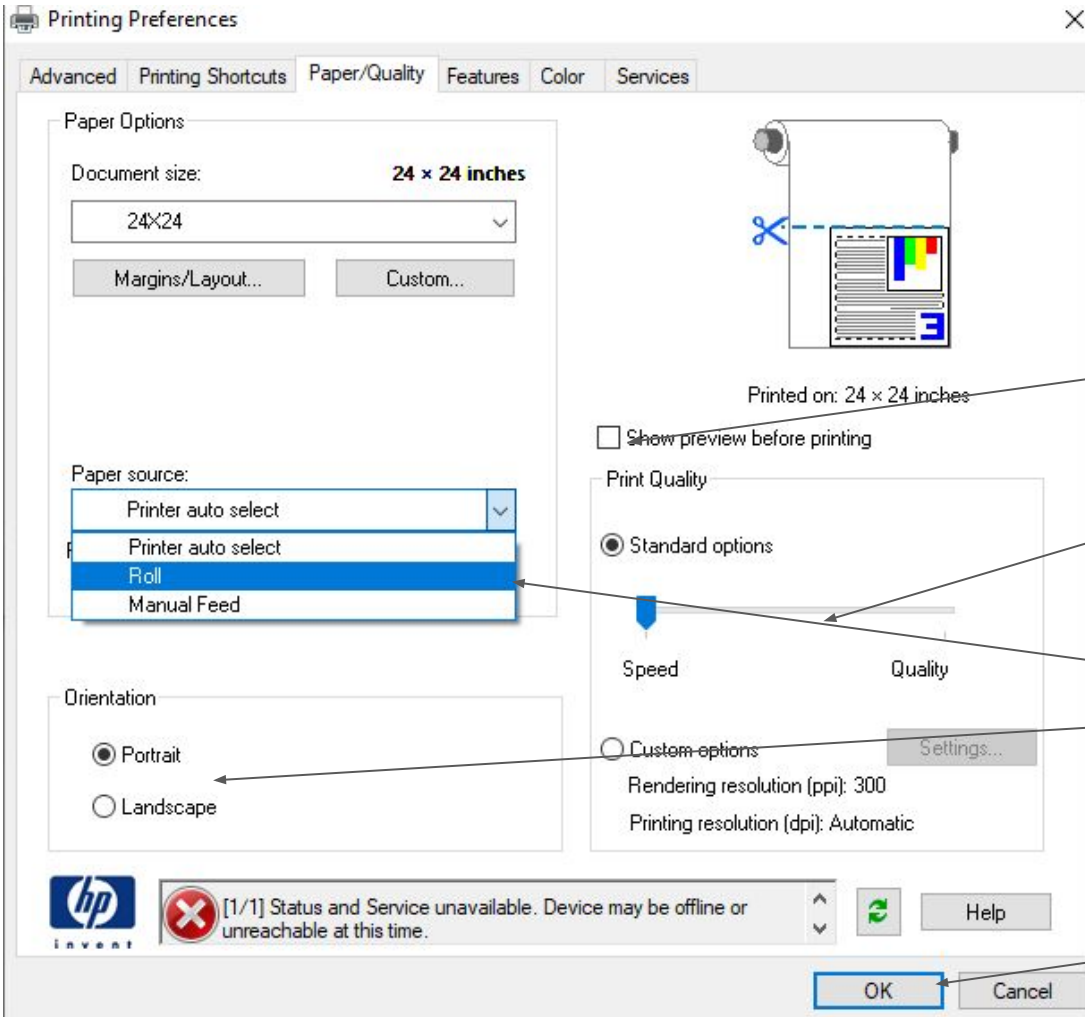 Printing Preferences
Advanced Printing Shortcuts Paper/Quality Features Color Services
Paper Options
Document size: 24 × 24 inches
24X24
Margins/Layout... Custom...
Printed on: 24 × 24 inches
Show preview before printing
Paper source:
Printer auto select
Printer auto select
Roll
Manual Feed
Print Quality
Standard options
Speed Quality
Custom options Settings...
Rendering resolution (ppi): 300
Printing resolution (dpi): Automatic
Orientation
Portrait
Landscape
hp
invent
[1/1] Status and Service unavailable. Device may be offline or
unreachable at this time.
Help
OK Cancel